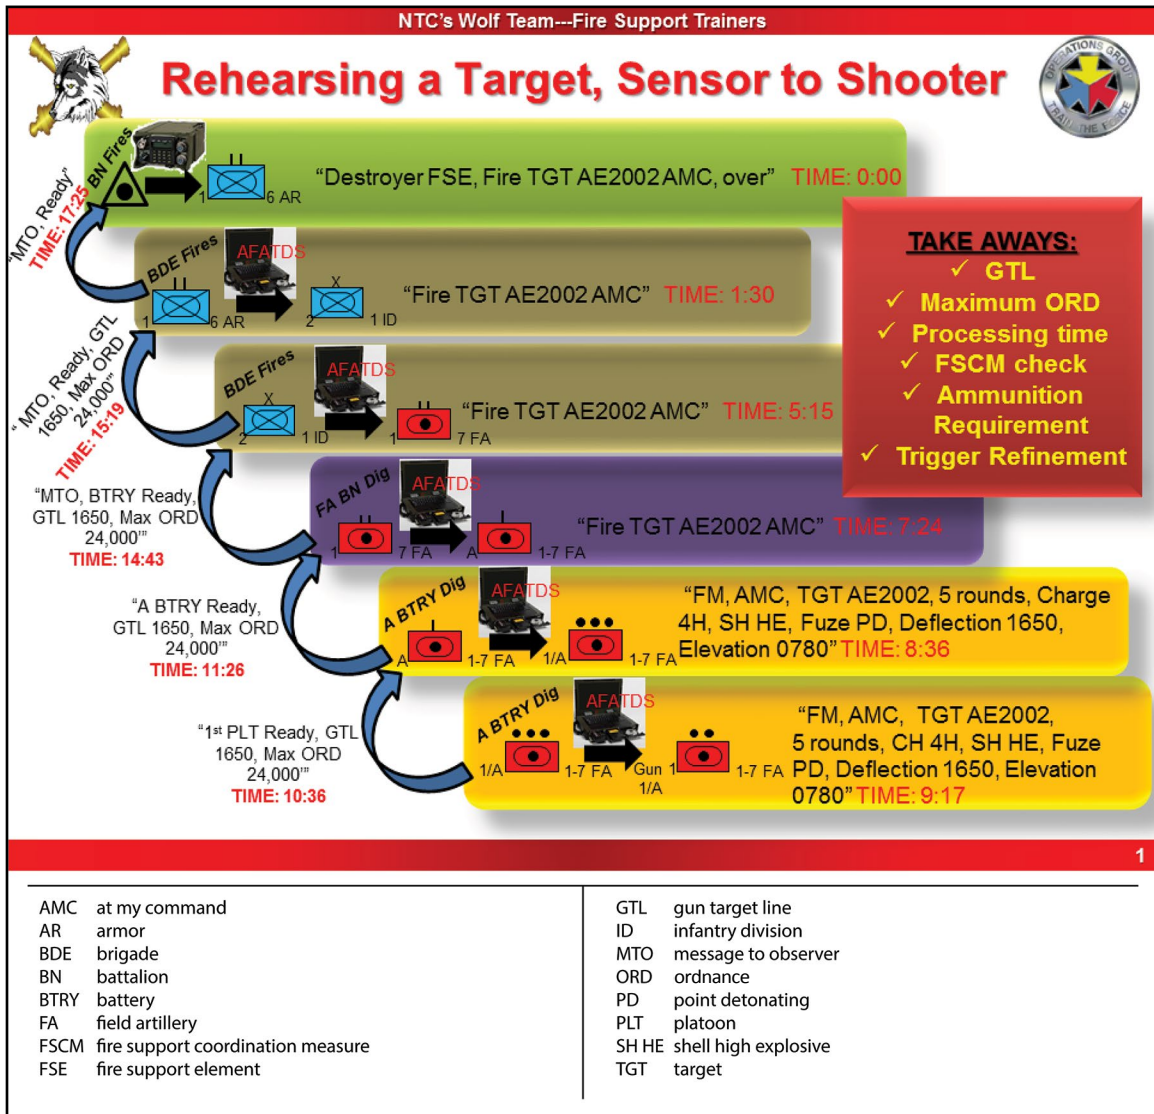 NTC's Wolf Team---Fire Support Trainers
Rehearsing a Target, Sensor to Shooter
OPERATIONS GROUP
TRAIN THE FORCE
BN Fires
1
6 AR
“Destroyer FSE, Fire TGT AE2002 AMC, over” TIME: 0:00
“MTO, Ready”
TIME: 17:25
BDE Fires
AFATDS
1
6 AR
X
2
1 ID
“Fire TGT AE2002 AMC” TIME: 1:30
“ MTO, Ready, GTL
1650, Max ORD
24,000’”
TIME: 15:19
BDE Fires
AFATDS
X
2
1 ID
1
7 FA
“Fire TGT AE2002 AMC” TIME: 5:15
“MTO, BTRY Ready,
GTL 1650, Max ORD
24,000’”
TIME: 14:43
FA BN Dig
AFATDS
1
7 FA
A
1-7 FA
“Fire TGT AE2002 AMC” TIME: 7:24
“A BTRY Ready,
GTL 1650, Max ORD
24,000’”
TIME: 11:26
A BTRY Dig
AFATDS
A
1-7 FA
1/A
1-7 FA
“FM, AMC, TGT AE2002, 5 rounds, Charge
4H, SH HE, Fuze PD, Deflection 1650,
Elevation 0780” TIME: 8:36
“1st PLT Ready, GTL
1650, Max ORD
24,000’”
TIME: 10:36
A BTRY Dig
AFATDS
1/A
1-7 FA
Gun 1
1/A
1-7 FA
“FM, AMC, TGT AE2002,
5 rounds, CH 4H, SH HE, Fuze
PD, Deflection 1650, Elevation
0780” TIME: 9:17
TAKE AWAYS:
✓ GTL
✓ Maximum ORD
✓ Processing time
✓ FSCM check
✓ Ammunition
Requirement
✓ Trigger Refinement
1
AMC at my command
AR armor
BDE brigade
BN battalion
BTRY battery
FA field artillery
FSCM fire support coordination measure
FSE fire support element
GTL gun target line
ID infantry division
MTO message to observer
ORD ordnance
PD point detonating
PLT platoon
SH HE shell high explosive
TGT target